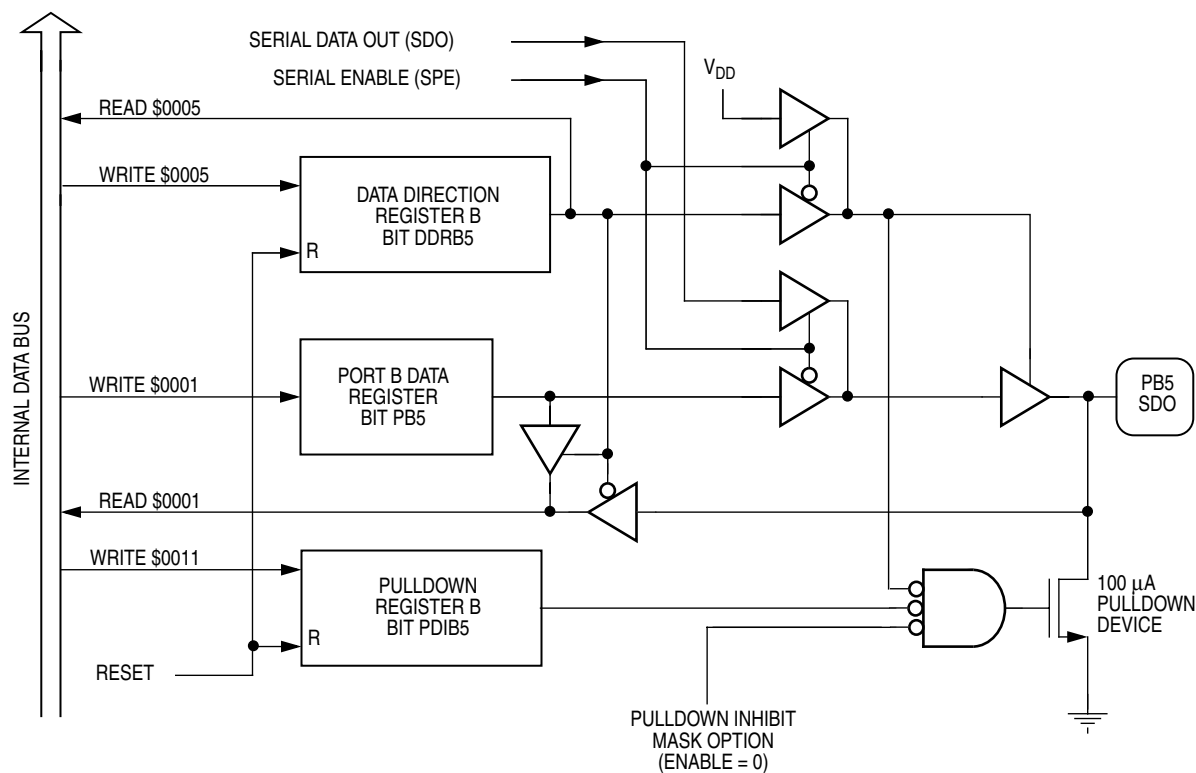 SERIAL DATA OUT (SDO)
SERIAL ENABLE (SPE)
VDD
READ $0005
WRITE $0005
DATA DIRECTION
REGISTER B
BIT DDRB5
R
INTERNAL DATA BUS
WRITE $0001
PORT B DATA
REGISTER
BIT PB5
PB5
SDO
READ $0001
WRITE $0011
PULLDOWN
REGISTER B
BIT PDIB5
R
100 μA
PULLDOWN
DEVICE
RESET
PULLDOWN INHIBIT
MASK OPTION
(ENABLE = 0)